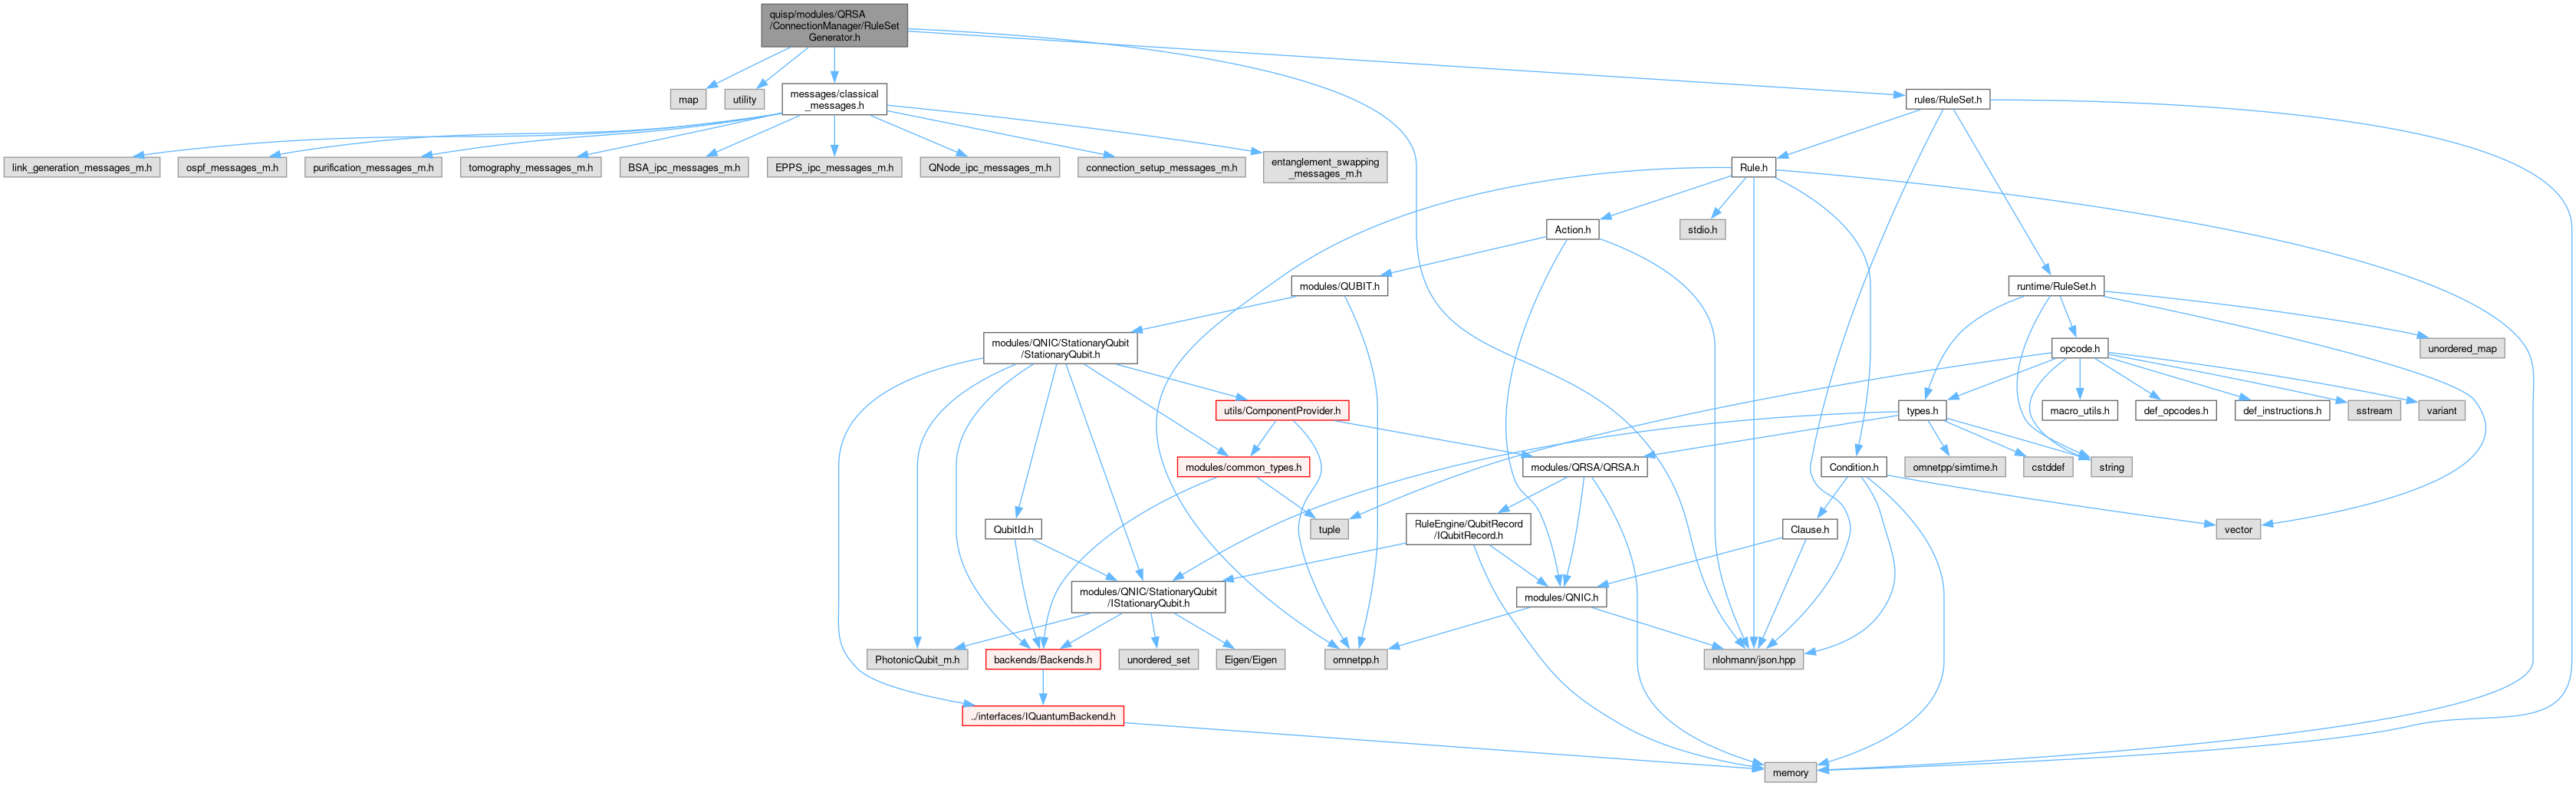 quisp/modules/QRSA
/ConnectionManager/RuleSet
Generator.h
map
utility
messages/classical
_messages.h
rules/RuleSet.h
link_generation_messages_m.h
ospf_messages_m.h
purification_messages_m.h
tomography_messages_m.h
BSA_ipc_messages_m.h
EPPS_ipc_messages_m.h
QNode_ipc_messages_m.h
connection_setup_messages_m.h
entanglement_swapping
_messages_m.h
Rule.h
Action.h
stdio.h
modules/QUBIT.h
runtime/RuleSet.h
modules/QNIC/StationaryQubit
/StationaryQubit.h
opcode.h
unordered_map
utils/ComponentProvider.h
types.h
macro_utils.h
def_opcodes.h
def_instructions.h
sstream
variant
modules/common_types.h
modules/QRSA/QRSA.h
Condition.h
omnetpp/simtime.h
cstddef
string
QubitId.h
tuple
RuleEngine/QubitRecord
/IQubitRecord.h
Clause.h
vector
modules/QNIC/StationaryQubit
/IStationaryQubit.h
modules/QNIC.h
PhotonicQubit_m.h
backends/Backends.h
unordered_set
Eigen/Eigen
omnetpp.h
nlohmann/json.hpp
../interfaces/IQuantumBackend.h
memory